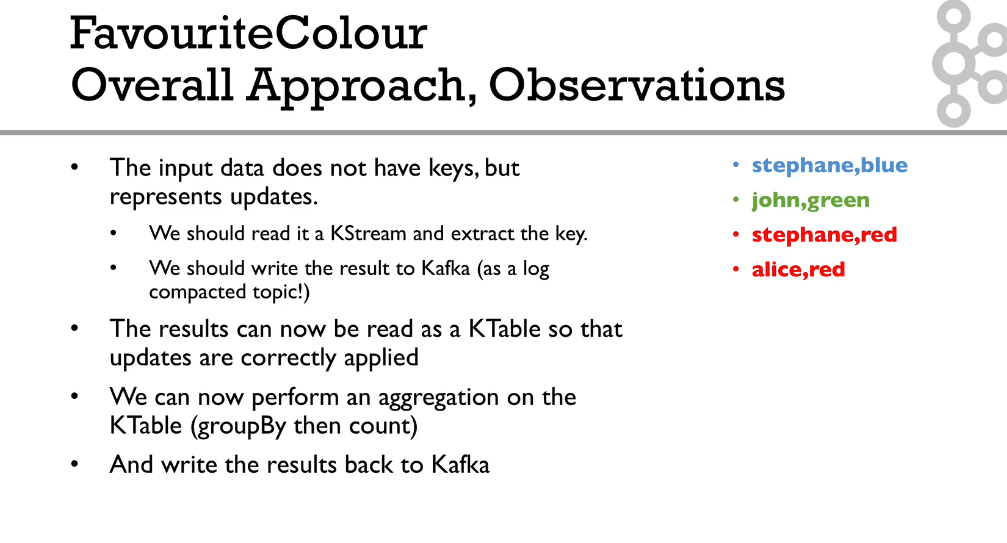 FavouriteColour
Overall Approach, Observations
• The input data does not have keys, but
represents updates.
• We should read it a KStream and extract the key.
• We should write the result to Kafka (as a log
compacted topic!)
• The results can now be read as a KTable so that
updates are correctly applied
• We can now perform an aggregation on the
KTable (groupBy then count)
• And write the results back to Kafka
• stephane,blue
• john,green
• stephane,red
• alice,red